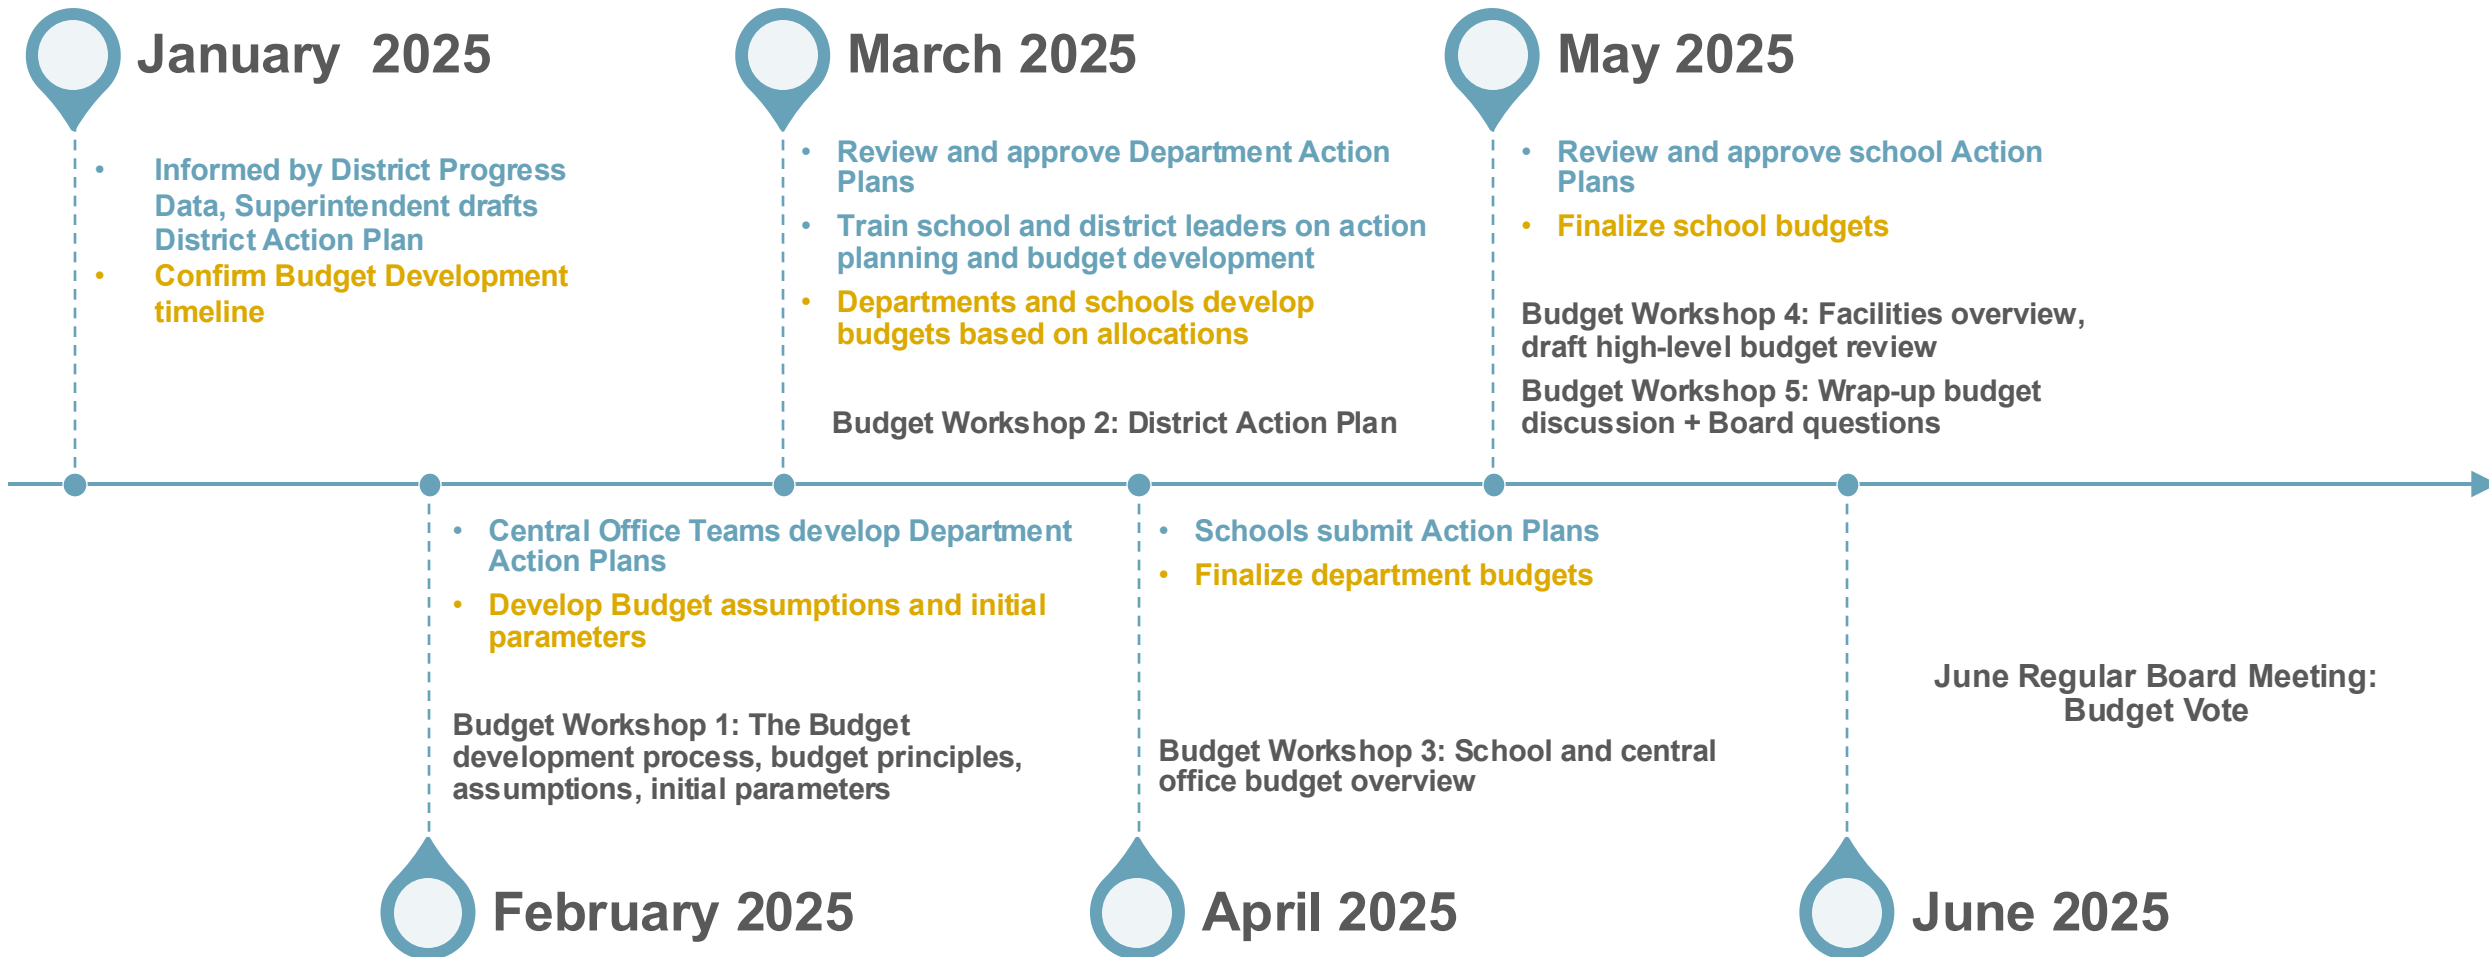 January 2025
• Informed by District Progress
Data, Superintendent drafts
District Action Plan
• Confirm Budget Development
timeline
February 2025
• Central Office Teams develop Department
Action Plans
• Develop Budget assumptions and initial
parameters
Budget Workshop 1: The Budget
development process, budget principles,
assumptions, initial parameters
March 2025
• Review and approve Department Action
Plans
• Train school and district leaders on action
planning and budget development
• Departments and schools develop
budgets based on allocations
Budget Workshop 2: District Action Plan
April 2025
• Schools submit Action Plans
• Finalize department budgets
Budget Workshop 3: School and central
office budget overview
May 2025
• Review and approve school Action
Plans
• Finalize school budgets
Budget Workshop 4: Facilities overview,
draft high-level budget review
Budget Workshop 5: Wrap-up budget
discussion + Board questions
June 2025
June Regular Board Meeting:
Budget Vote